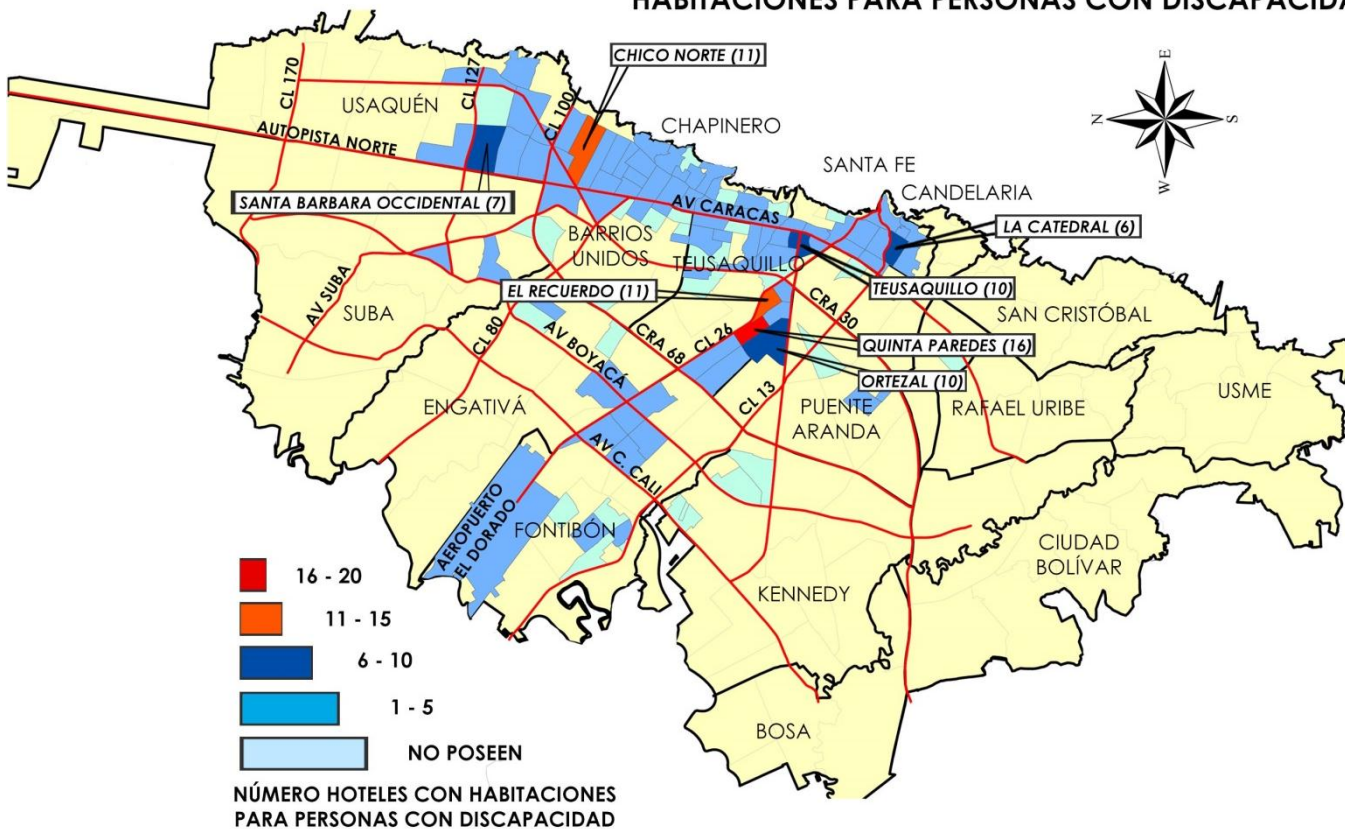 HABITACIONES PARA PERSONAS CON DISCAPACIDA
CHICO NORTE (11)
CL 170
CL 127
CL 100
USAQUÉN
AUTOPISTA NORTE
CHAPINERO
SANTA FE
CANDELARIA
N
E
S
W
SANTA BARBARA OCCIDENTAL (7)
AV CARACAS
LA CATEDRAL (6)
BARRIOS
UNIDOS
TEUSAQUILLO
TEUSAQUILLO (10)
EL RECUERDO (11)
AV SUBA
SUBA
CL 80
AV BOYACÁ
CRA 68
CL 26
CRA 30
SAN CRISTÓBAL
QUINTA PAREDES (16)
ORTEZAL (10)
CL 13
ENGATIVÁ
PUENTE
ARANDA
RAFAEL URIBE
USME
AV C. CALI
AEROPUERTO
EL DORADO
FONTIBÓN
CIUDAD
BOLÍVAR
KENNEDY
BOSA
16 - 20
11 - 15
6 - 10
1 - 5
NO POSEEN
NÚMERO HOTELES CON HABITACIONES
PARA PERSONAS CON DISCAPACIDAD